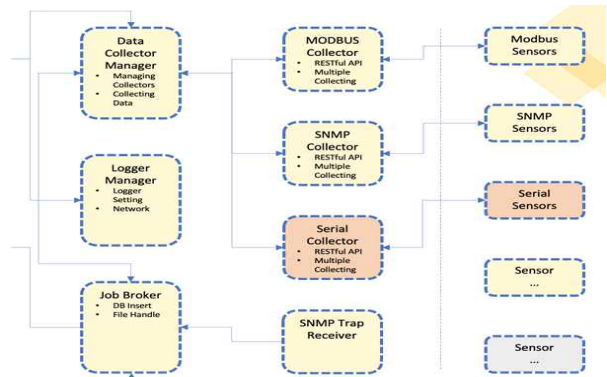 Data
Collector
Manager
• Managing
Collectors
• Collecting
Data
MODBUS
Collector
• RESTful API
• Multiple
Collecting
Modbus
Sensors
SNMP
Collector
• RESTful API
• Multiple
Collecting
SNMP
Sensors
Logger
Manager
• Logger
Setting
• Network
Serial
Collector
• RESTful API
• Multiple
Collecting
Serial
Sensors
Job Broker
• DB Insert
• File Handle
SNMP Trap
Receiver
Sensor
...
Sensor
...